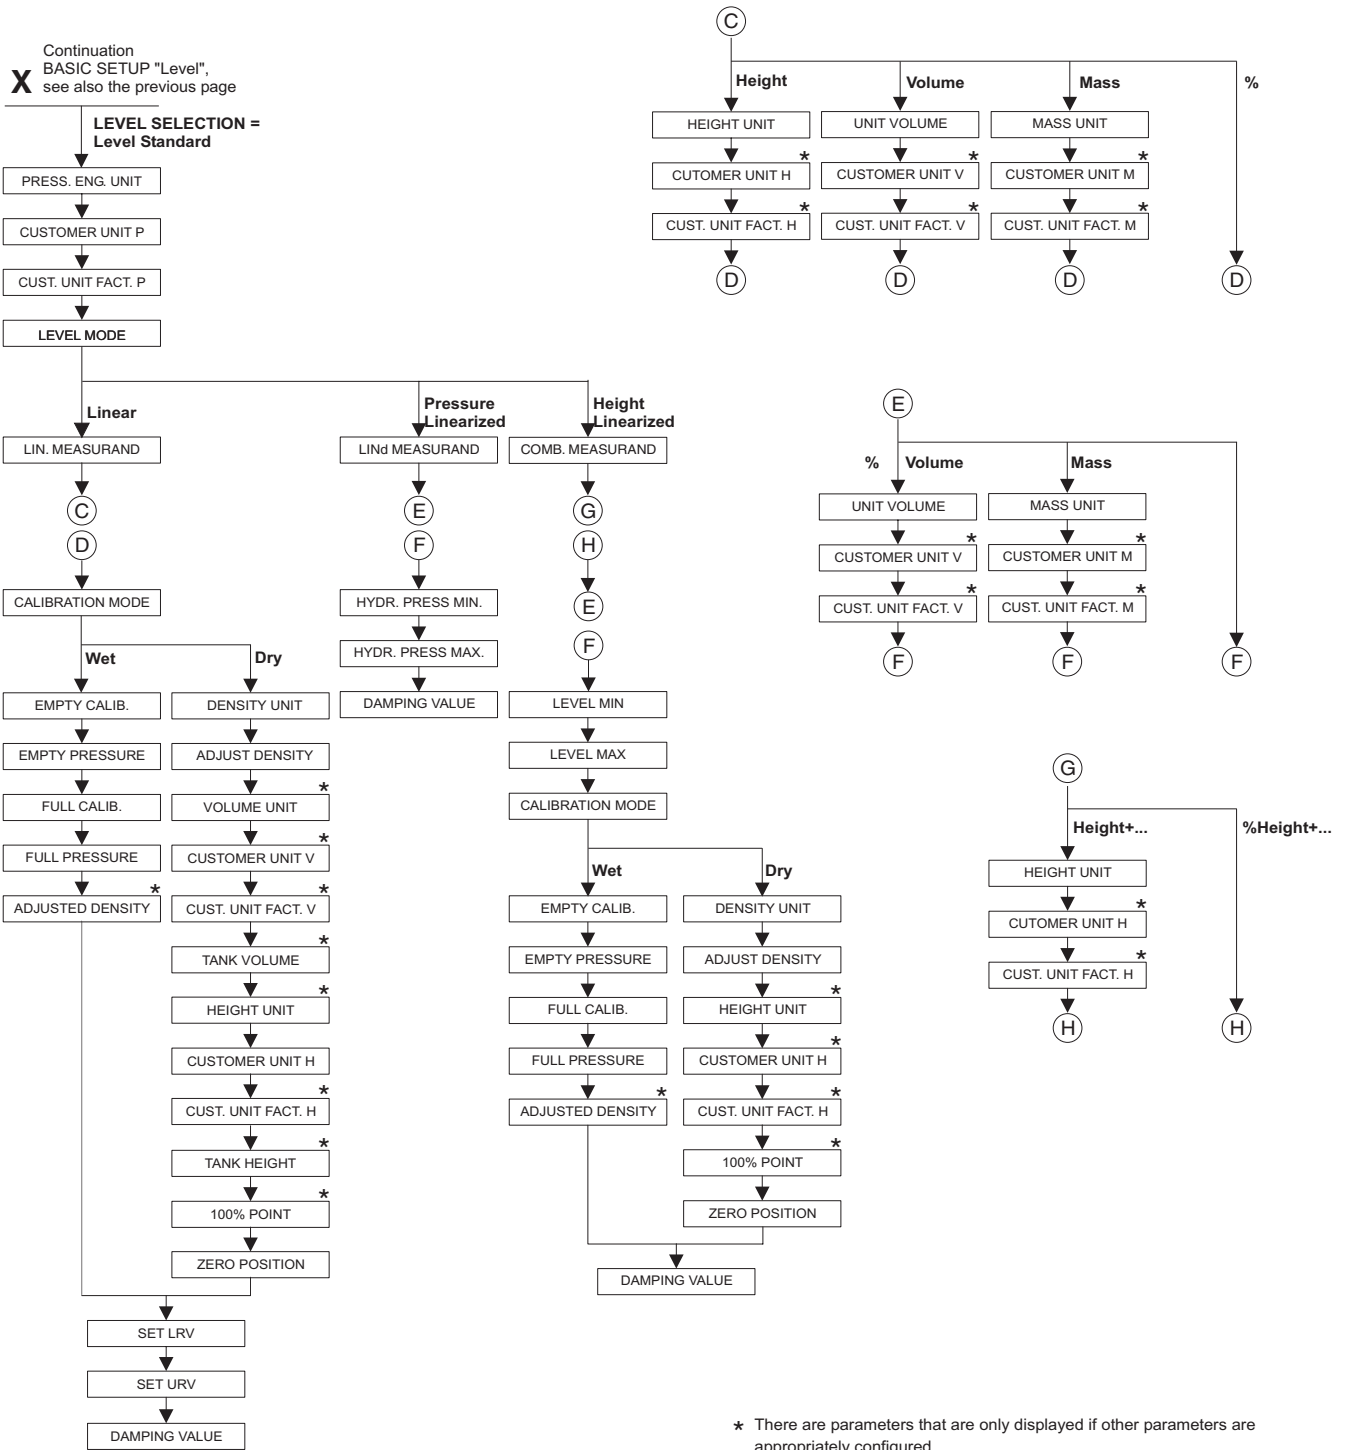 Continuation
X BASIC SETUP "Level",
see also the previous page
LEVEL SELECTION =
Level Standard
PRESS. ENG. UNIT
CUSTOMER UNIT P
CUST. UNIT FACT. P
LEVEL MODE
Linear
LIN. MEASURAND
C
D
CALIBRATION MODE
Wet
EMPTY CALIB.
EMPTY PRESSURE
FULL CALIB.
FULL PRESSURE
*
ADJUSTED DENSITY
Dry
DENSITY UNIT
ADJUST DENSITY
*
VOLUME UNIT
*
CUSTOMER UNIT V
*
CUST. UNIT FACT. V
*
TANK VOLUME
*
HEIGHT UNIT
CUSTOMER UNIT H
*
CUST. UNIT FACT. H
*
TANK HEIGHT
*
100% POINT
ZERO POSITION
SET LRV
SET URV
DAMPING VALUE
Pressure
Linearized
LINd MEASURAND
E
F
HYDR. PRESS MIN.
HYDR. PRESS MAX.
DAMPING VALUE
Height
Linearized
COMB. MEASURAND
G
H
E
F
LEVEL MIN
LEVEL MAX
CALIBRATION MODE
Wet
EMPTY CALIB.
EMPTY PRESSURE
FULL CALIB.
FULL PRESSURE
*
ADJUSTED DENSITY
Dry
DENSITY UNIT
ADJUST DENSITY
*
HEIGHT UNIT
*
CUSTOMER UNIT H
*
CUST. UNIT FACT. H
*
100% POINT
ZERO POSITION
DAMPING VALUE
C
Height
HEIGHT UNIT
*
CUTOMER UNIT H
*
CUST. UNIT FACT. H
D
Volume
UNIT VOLUME
*
CUSTOMER UNIT V
*
CUST. UNIT FACT. V
D
Mass
MASS UNIT
*
CUSTOMER UNIT M
*
CUST. UNIT FACT. M
D
%
D
E
% Volume
UNIT VOLUME
*
CUSTOMER UNIT V
*
CUST. UNIT FACT. V
F
Mass
MASS UNIT
*
CUSTOMER UNIT M
*
CUST. UNIT FACT. M
F
F
G
Height+...
HEIGHT UNIT
*
CUTOMER UNIT H
*
CUST. UNIT FACT. H
H
%Height+...
H
* There are parameters that are only displayed if other parameters are
appropriately configured